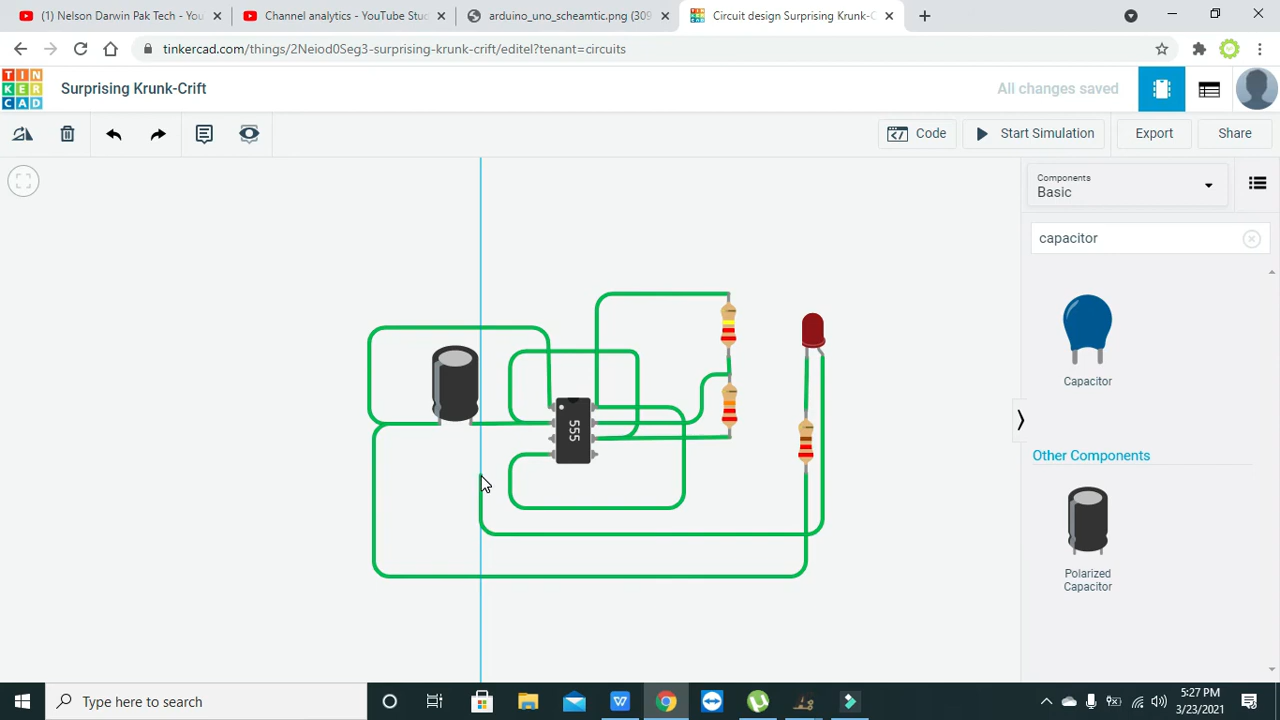 (1) Nelson Darwin Pak Tech - You
Channel analytics - YouTube Stu
arduino_uno_scheamtic.png (309
Circuit design Surprising Krunk-C
tinkercad.com/things/2Neiod0Seg3-surprising-krunk-crift/editel?tenant=circuits
TIN
KER
CAD
Surprising Krunk-Crift
All changes saved
Code
Start Simulation
Export
Share
Components
Basic
capacitor
Capacitor
Other Components
Polarized
Capacitor
555
Type here to search
5:27 PM
3/23/2021